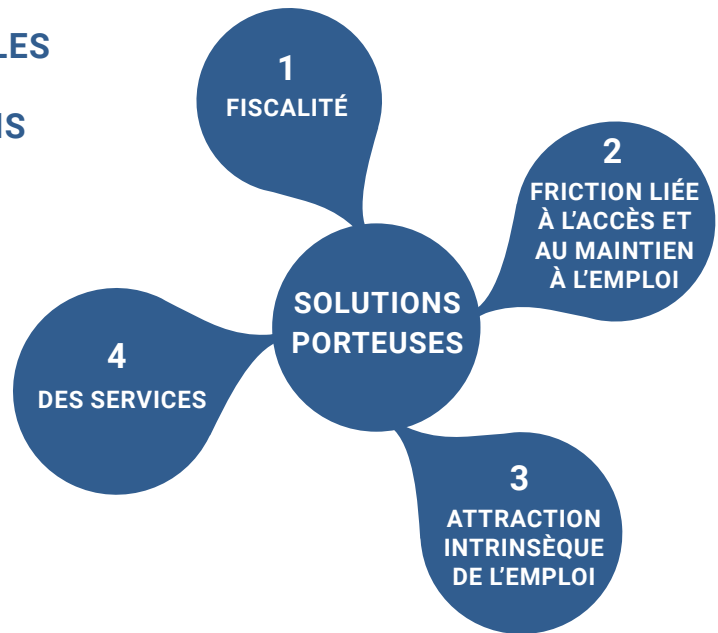 LES
IS
1
FISCALITÉ
2
FRICTION LIÉE
À L’ACCÈS ET
AU MAINTIEN
À L’EMPLOI
SOLUTIONS
PORTEUSES
4
DES SERVICES
3
ATTRACTION
INTRINSÈQUE
DE L’EMPLOI